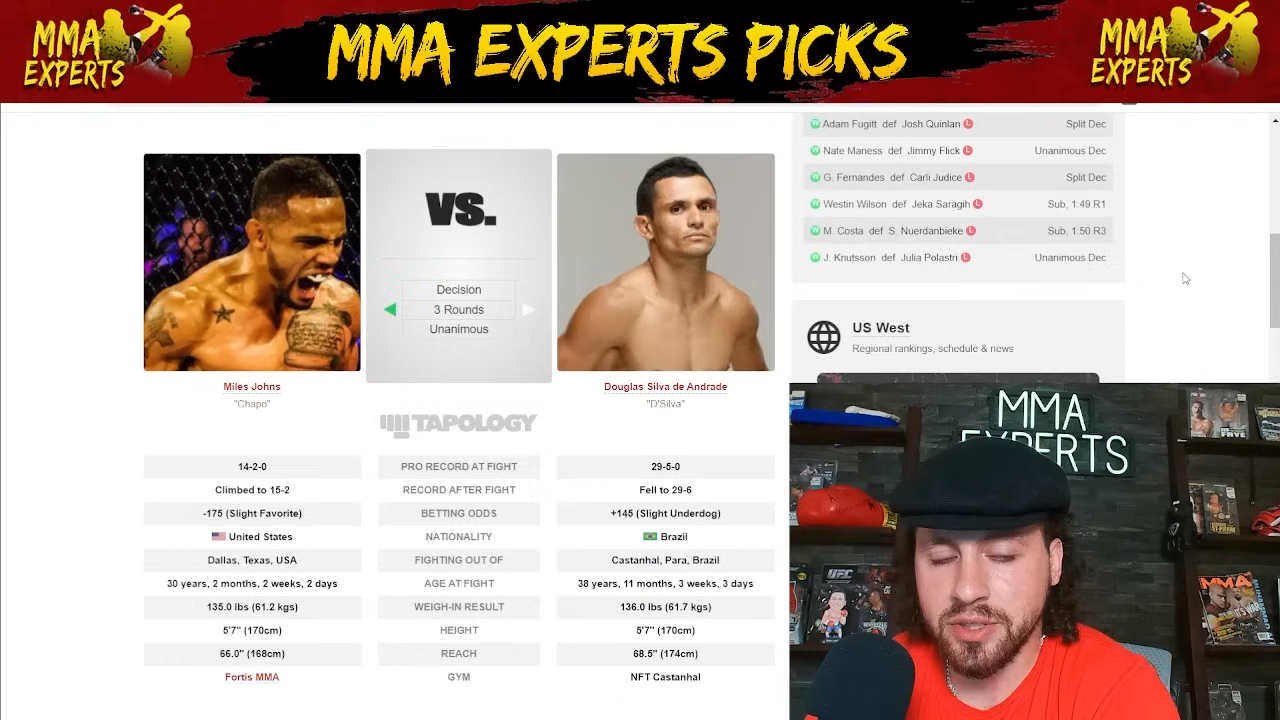 MMA EXPERTS
MMA EXPERTS PICKS
MMA EXPERTS
Adam Fugitt def Josh Quinlan L Split Dec
W Nate Maness def Jimmy Flick L Unanimous Dec
W G. Fernandes def Carli Judice L Split Dec
W Westin Wilson def Jeka Saragih L Sub, 1:49 R1
W M. Costa def S. Nuerdanbieke L Sub, 1:50 R3
W J. Knutsson def Julia Polastri L Unanimous Dec
US West
Regional rankings, schedule & news
VS.
Decision
3 Rounds
Unanimous
Miles Johns
"Chapo"
Douglas Silva de Andrade
"D'Silva"
TAPOLOGY
14-2-0 PRO RECORD AT FIGHT 29-5-0
Climbed to 15-2 RECORD AFTER FIGHT Fell to 29-6
-175 (Slight Favorite) BETTING ODDS +145 (Slight Underdog)
United States NATIONALITY Brazil
Dallas, Texas, USA FIGHTING OUT OF Castanhal, Para, Brazil
30 years, 2 months, 2 weeks, 2 days AGE AT FIGHT 38 years, 11 months, 3 weeks, 3 days
135.0 lbs (61.2 kgs) WEIGH-IN RESULT 136.0 lbs (61.7 kgs)
5'7" (170cm) HEIGHT 5'7" (170cm)
66.0" (168cm) REACH 68.5" (174cm)
Fortis MMA GYM NFT Castanhal
MMA
EXPERTS
UFC
MMA